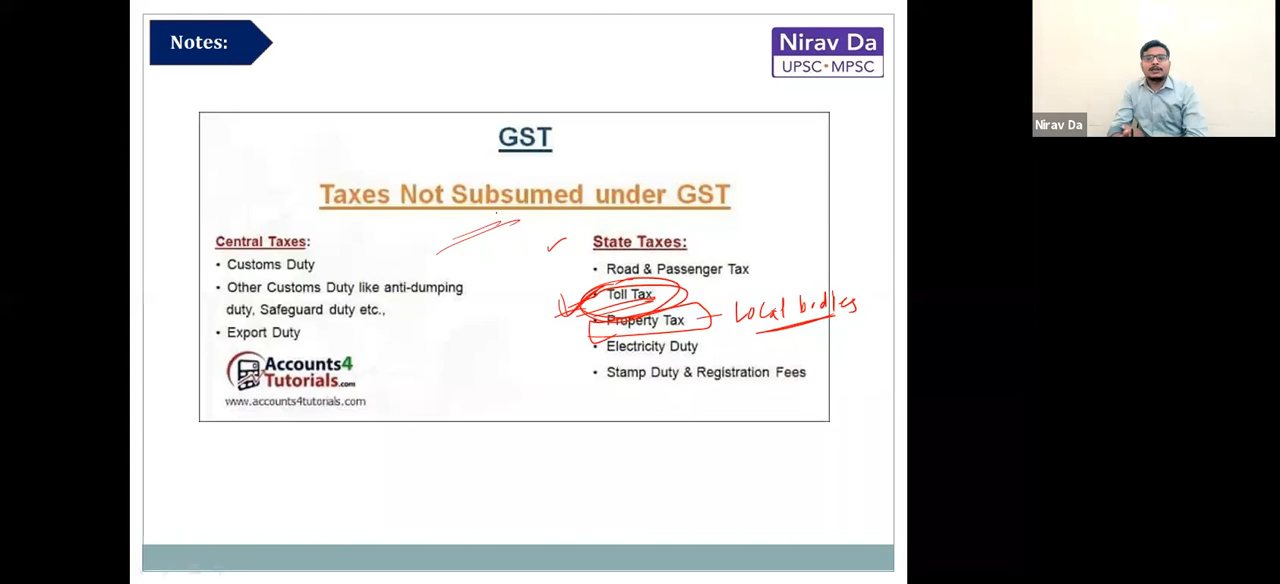 Notes:
Nirav Da
UPSC • MPSC
Nirav Da
GST
Taxes Not Subsumed under GST
Central Taxes:
• Customs Duty
• Other Customs Duty like anti-dumping
duty, Safeguard duty etc.,
• Export Duty
Accounts4
Tutorials.com
www.accounts4tutorials.com
State Taxes:
• Road & Passenger Tax
• Toll Tax
• Property Tax
Local bodies
• Electricity Duty
• Stamp Duty & Registration Fees